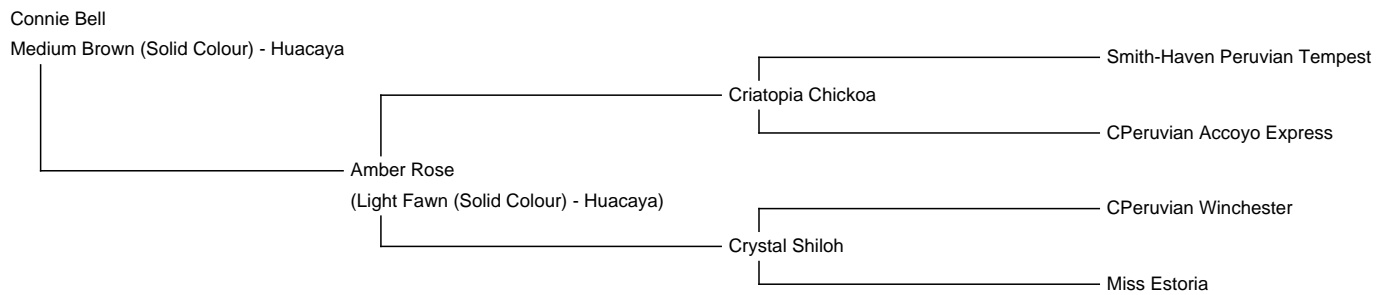 Connie Bell
Medium Brown (Solid Colour) - Huacaya
Smith-Haven Peruvian Tempest
Criatopia Chickoa
CPeruvian Accoyo Express
Amber Rose
(Light Fawn (Solid Colour) - Huacaya)
CPeruvian Winchester
Crystal Shiloh
Miss Estoria